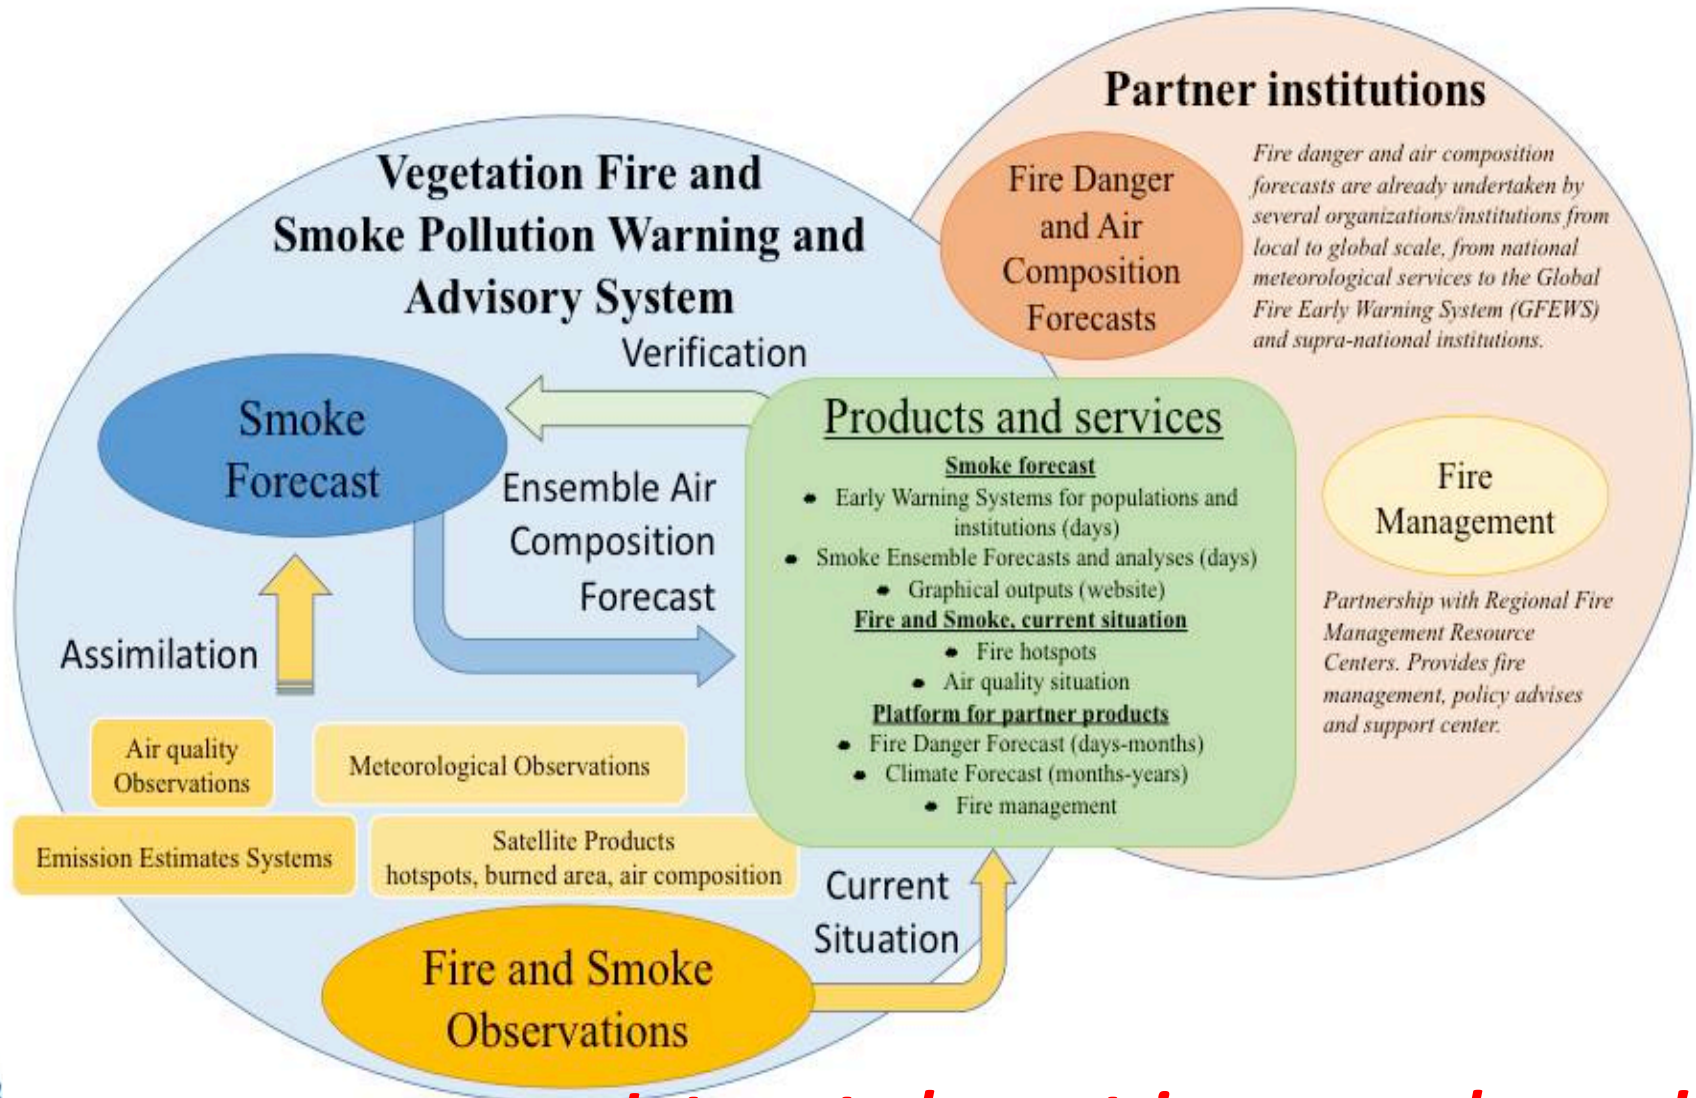 Partner institutions
Fire Danger
and Air
Composition
Forecasts
Fire danger and air composition
forecasts are already undertaken by
several organizations/institutions from
local to global scale, from national
meteorological services to the Global
Fire Early Warning System (GFEWS)
and supra-national institutions.
Vegetation Fire and
Smoke Pollution Warning and
Advisory System
Verification
Smoke
Forecast
Ensemble Air
Composition
Forecast
Assimilation
Products and services
Smoke forecast
• Early Warning Systems for populations and
institutions (days)
• Smoke Ensemble Forecasts and analyses (days)
• Graphical outputs (website)
Fire and Smoke, current situation
• Fire hotspots
• Air quality situation
Platform for partner products
• Fire Danger Forecast (days-months)
• Climate Forecast (months-years)
• Fire management
Fire
Management
Partnership with Regional Fire
Management Resource
Centers. Provides fire
management, policy advises
and support center.
Air quality
Observations
Meteorological Observations
Emission Estimates Systems
Satellite Products
hotspots, burned area, air composition
Current
Situation
Fire and Smoke
Observations